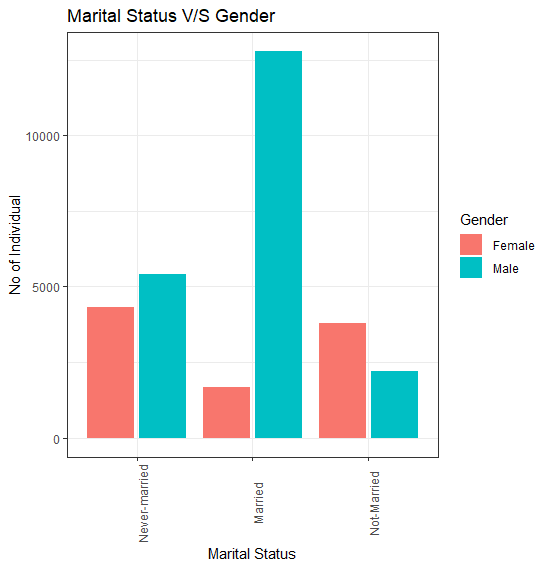 Marital Status V/S Gender
No of Individual
10000
5000
0
Never-married
Married
Not-Married
Marital Status
Gender
Female
Male